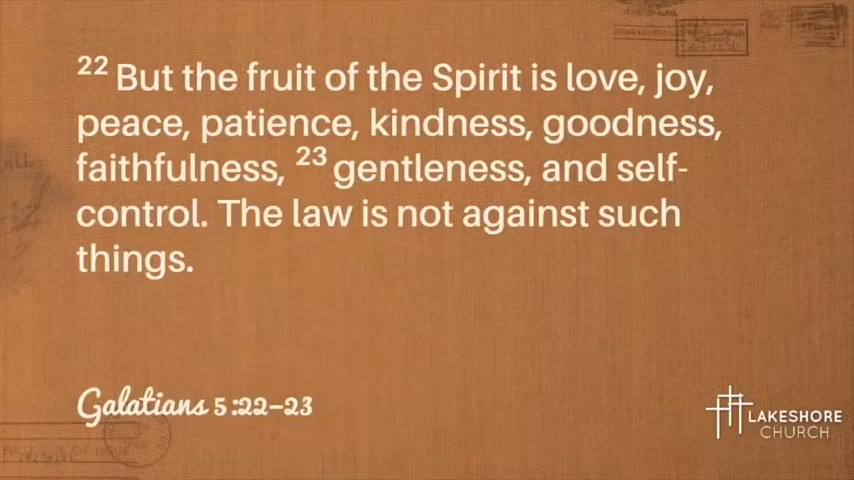 22 But the fruit of the Spirit is love, joy,
peace, patience, kindness, goodness,
faithfulness, 23 gentleness, and self-
control. The law is not against such
things.
Galatians 5:22–23
LAKESHORE
CHURCH